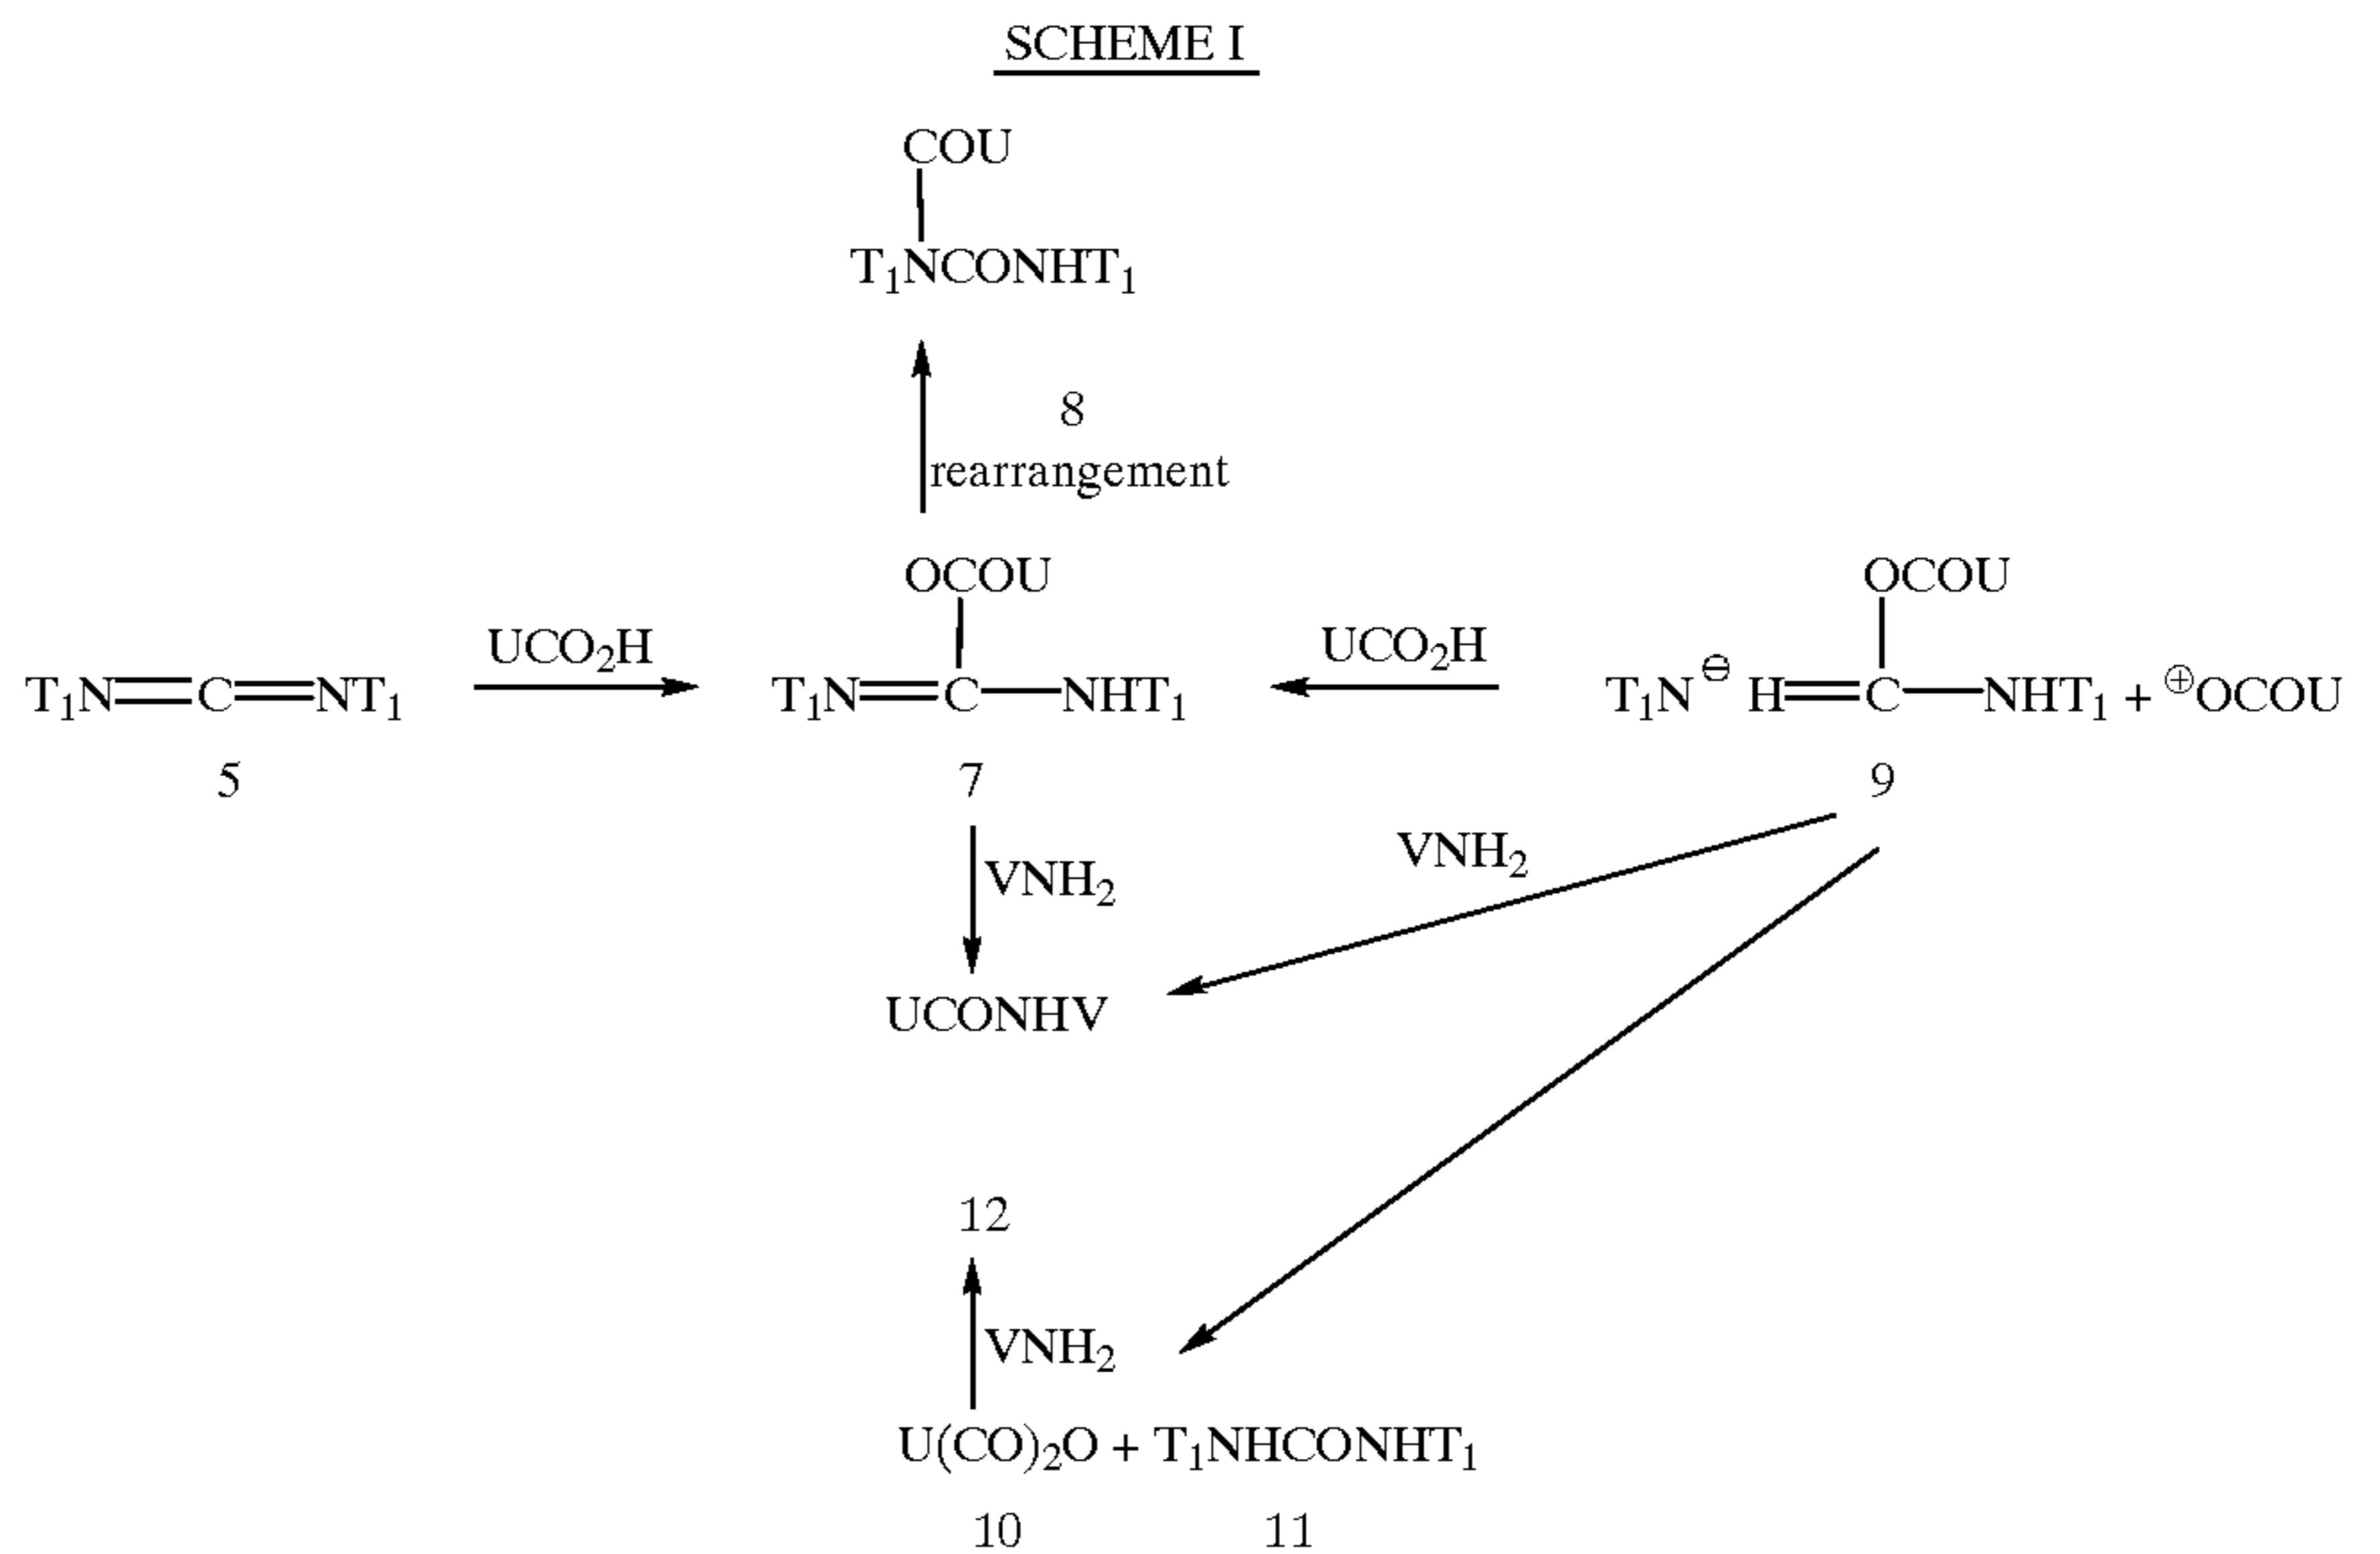 SCHEME I
COU
T₁NCONHT₁
8
rearrangement
OCOU
OCOU
UCO₂H
UCO₂H
T₁N=C=NT₁
T₁N=C—NHT₁
T₁N⊖ H=C—NHT₁ + ⊕OCOU
5
7
9
VNH₂
VNH₂
UCONHV
12
VNH₂
U(CO)₂O + T₁NHCONHT₁
10
11